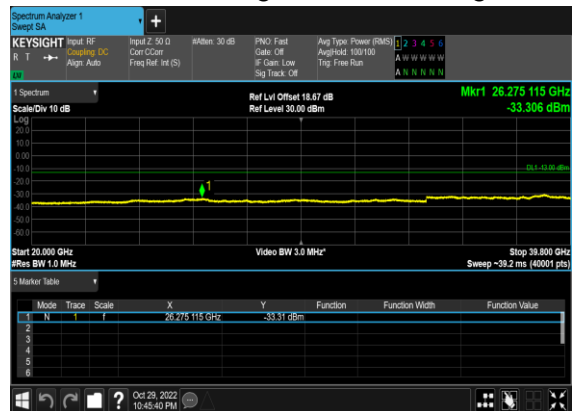 Spectrum Analyzer 1
Swept SA
KEYSIGHT Input: RF Input Z: 50 Ω #Atten: 30 dB PNO: Fast Avg Type: Power (RMS) 1 2 3 4 5 6
R T Coupling: DC Corr CCorr Gate: Off Avg|Hold: 100/100 A W W W W W
Align: Auto Freq Ref: Int (S) IF Gain: Low Trig: Free Run
LW Sig Track: Off A N N N N N
1 Spectrum Ref Lvl Offset 18.67 dB Mkr1 26.275 115 GHz
Scale/Div 10 dB Ref Level 30.00 dBm -33.306 dBm
Log
20.0
10.0
0.00
-10.0 DL1 -13.00 dBm
-20.0
-30.0 1
-40.0
-50.0
-60.0
Start 20.000 GHz Video BW 3.0 MHz* Stop 39.800 GHz
#Res BW 1.0 MHz Sweep ~39.2 ms (40001 pts)
5 Marker Table
Mode Trace Scale X Y Function Function Width Function Value
1 N 1 f 26.275 115 GHz -33.31 dBm
2
3
4
5
6
? Oct 29, 2022
10:45:40 PM